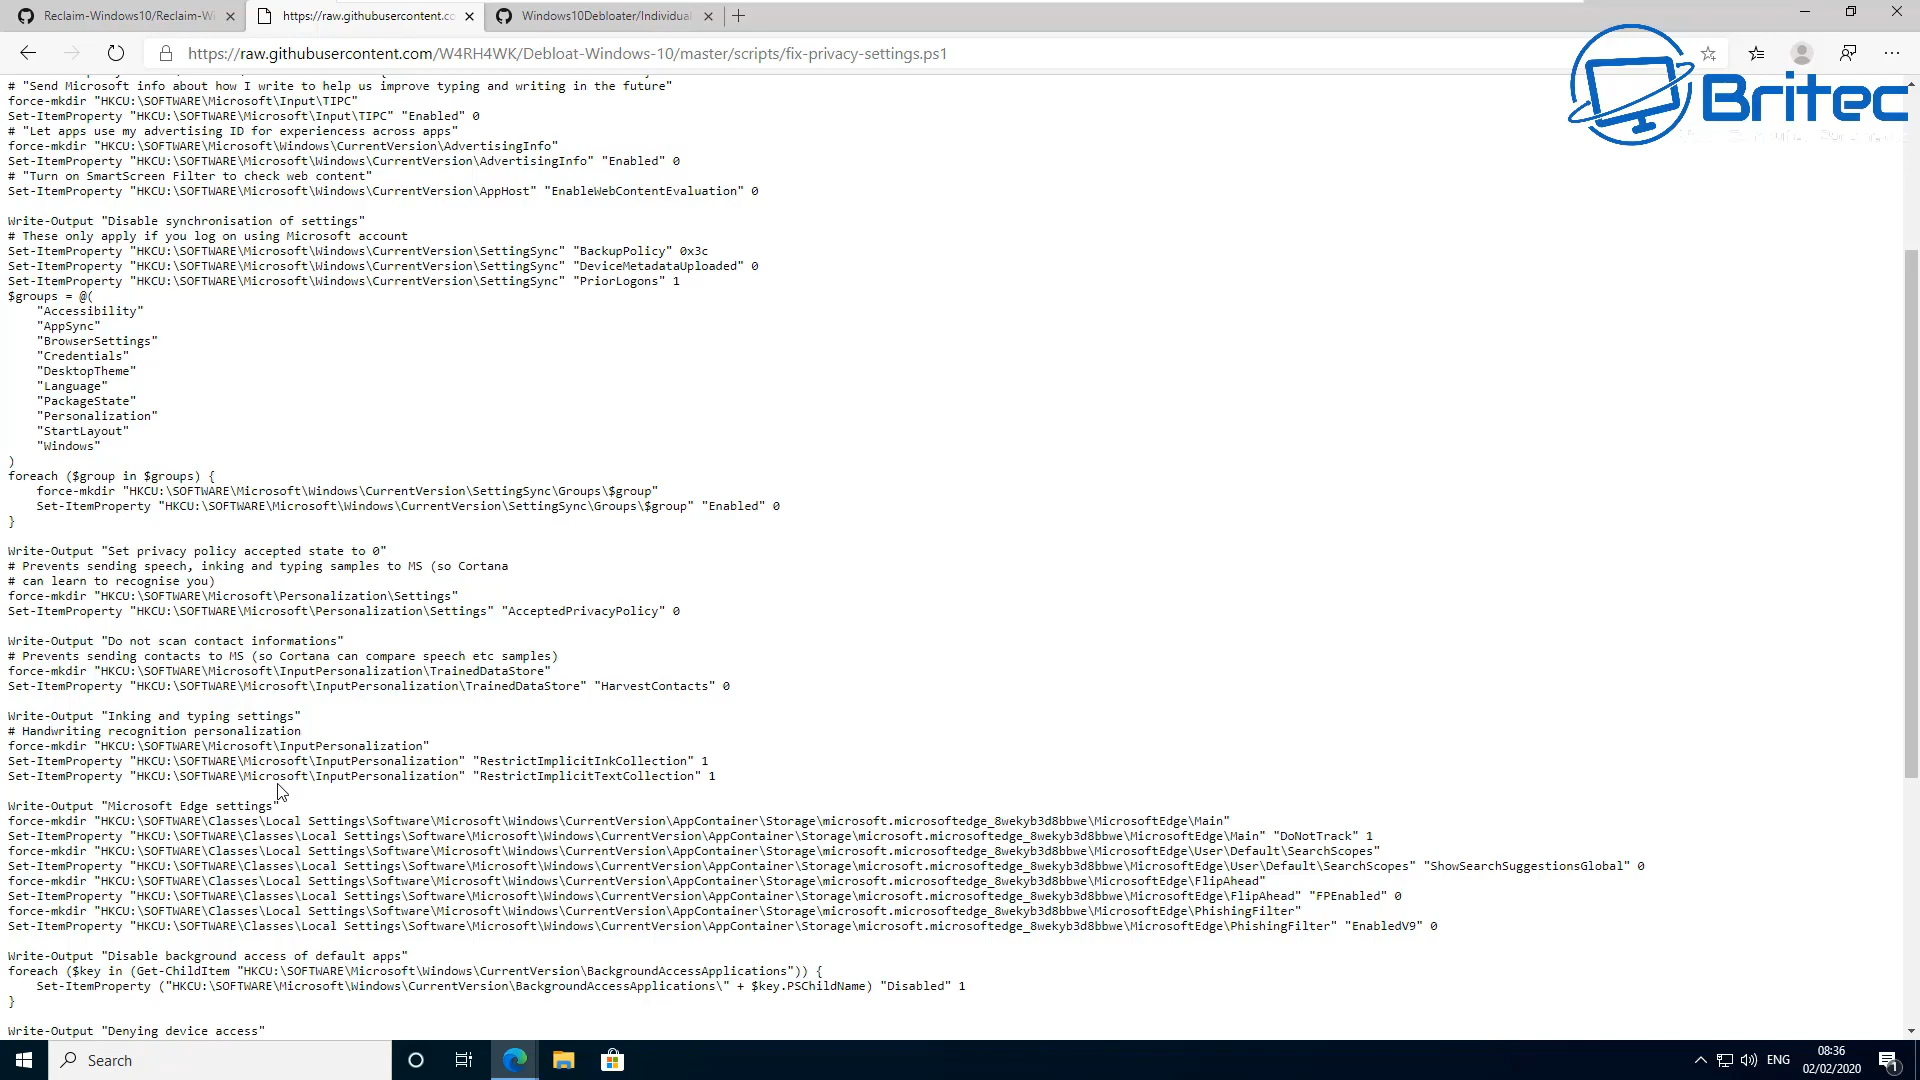 Reclaim-Windows10/Reclaim-Wi
https://raw.githubusercontent.co
Windows10Debloater/Individual
https://raw.githubusercontent.com/W4RH4WK/Debloat-Windows-10/master/scripts/fix-privacy-settings.ps1
Britec
# "Send Microsoft info about how I write to help us improve typing and writing in the future"
force-mkdir "HKCU:\SOFTWARE\Microsoft\Input\TIPC"
Set-ItemProperty "HKCU:\SOFTWARE\Microsoft\Input\TIPC" "Enabled" 0
# "Let apps use my advertising ID for experiencess across apps"
force-mkdir "HKCU:\SOFTWARE\Microsoft\Windows\CurrentVersion\AdvertisingInfo"
Set-ItemProperty "HKCU:\SOFTWARE\Microsoft\Windows\CurrentVersion\AdvertisingInfo" "Enabled" 0
# "Turn on SmartScreen Filter to check web content"
Set-ItemProperty "HKCU:\SOFTWARE\Microsoft\Windows\CurrentVersion\AppHost" "EnableWebContentEvaluation" 0
Write-Output "Disable synchronisation of settings"
# These only apply if you log on using Microsoft account
Set-ItemProperty "HKCU:\SOFTWARE\Microsoft\Windows\CurrentVersion\SettingSync" "BackupPolicy" 0x3c
Set-ItemProperty "HKCU:\SOFTWARE\Microsoft\Windows\CurrentVersion\SettingSync" "DeviceMetadataUploaded" 0
Set-ItemProperty "HKCU:\SOFTWARE\Microsoft\Windows\CurrentVersion\SettingSync" "PriorLogons" 1
$groups = @(
"Accessibility"
"AppSync"
"BrowserSettings"
"Credentials"
"DesktopTheme"
"Language"
"PackageState"
"Personalization"
"StartLayout"
"Windows"
)
foreach ($group in $groups) {
force-mkdir "HKCU:\SOFTWARE\Microsoft\Windows\CurrentVersion\SettingSync\Groups\$group"
Set-ItemProperty "HKCU:\SOFTWARE\Microsoft\Windows\CurrentVersion\SettingSync\Groups\$group" "Enabled" 0
}
Write-Output "Set privacy policy accepted state to 0"
# Prevents sending speech, inking and typing samples to MS (so Cortana
# can learn to recognise you)
force-mkdir "HKCU:\SOFTWARE\Microsoft\Personalization\Settings"
Set-ItemProperty "HKCU:\SOFTWARE\Microsoft\Personalization\Settings" "AcceptedPrivacyPolicy" 0
Write-Output "Do not scan contact informations"
# Prevents sending contacts to MS (so Cortana can compare speech etc samples)
force-mkdir "HKCU:\SOFTWARE\Microsoft\InputPersonalization\TrainedDataStore"
Set-ItemProperty "HKCU:\SOFTWARE\Microsoft\InputPersonalization\TrainedDataStore" "HarvestContacts" 0
Write-Output "Inking and typing settings"
# Handwriting recognition personalization
force-mkdir "HKCU:\SOFTWARE\Microsoft\InputPersonalization"
Set-ItemProperty "HKCU:\SOFTWARE\Microsoft\InputPersonalization" "RestrictImplicitInkCollection" 1
Set-ItemProperty "HKCU:\SOFTWARE\Microsoft\InputPersonalization" "RestrictImplicitTextCollection" 1
Write-Output "Microsoft Edge settings"
force-mkdir "HKCU:\SOFTWARE\Classes\Local Settings\Software\Microsoft\Windows\CurrentVersion\AppContainer\Storage\microsoft.microsoftedge_8wekyb3d8bbwe\MicrosoftEdge\Main"
Set-ItemProperty "HKCU:\SOFTWARE\Classes\Local Settings\Software\Microsoft\Windows\CurrentVersion\AppContainer\Storage\microsoft.microsoftedge_8wekyb3d8bbwe\MicrosoftEdge\Main" "DoNotTrack" 1
force-mkdir "HKCU:\SOFTWARE\Classes\Local Settings\Software\Microsoft\Windows\CurrentVersion\AppContainer\Storage\microsoft.microsoftedge_8wekyb3d8bbwe\MicrosoftEdge\User\Default\SearchScopes"
Set-ItemProperty "HKCU:\SOFTWARE\Classes\Local Settings\Software\Microsoft\Windows\CurrentVersion\AppContainer\Storage\microsoft.microsoftedge_8wekyb3d8bbwe\MicrosoftEdge\User\Default\SearchScopes" "ShowSearchSuggestionsGlobal" 0
force-mkdir "HKCU:\SOFTWARE\Classes\Local Settings\Software\Microsoft\Windows\CurrentVersion\AppContainer\Storage\microsoft.microsoftedge_8wekyb3d8bbwe\MicrosoftEdge\FlipAhead"
Set-ItemProperty "HKCU:\SOFTWARE\Classes\Local Settings\Software\Microsoft\Windows\CurrentVersion\AppContainer\Storage\microsoft.microsoftedge_8wekyb3d8bbwe\MicrosoftEdge\FlipAhead" "FPEnabled" 0
force-mkdir "HKCU:\SOFTWARE\Classes\Local Settings\Software\Microsoft\Windows\CurrentVersion\AppContainer\Storage\microsoft.microsoftedge_8wekyb3d8bbwe\MicrosoftEdge\PhishingFilter"
Set-ItemProperty "HKCU:\SOFTWARE\Classes\Local Settings\Software\Microsoft\Windows\CurrentVersion\AppContainer\Storage\microsoft.microsoftedge_8wekyb3d8bbwe\MicrosoftEdge\PhishingFilter" "EnabledV9" 0
Write-Output "Disable background access of default apps"
foreach ($key in (Get-ChildItem "HKCU:\SOFTWARE\Microsoft\Windows\CurrentVersion\BackgroundAccessApplications")) {
Set-ItemProperty ("HKCU:\SOFTWARE\Microsoft\Windows\CurrentVersion\BackgroundAccessApplications\" + $key.PSChildName) "Disabled" 1
}
Write-Output "Denying device access"
Search
ENG
08:36
02/02/2020
1